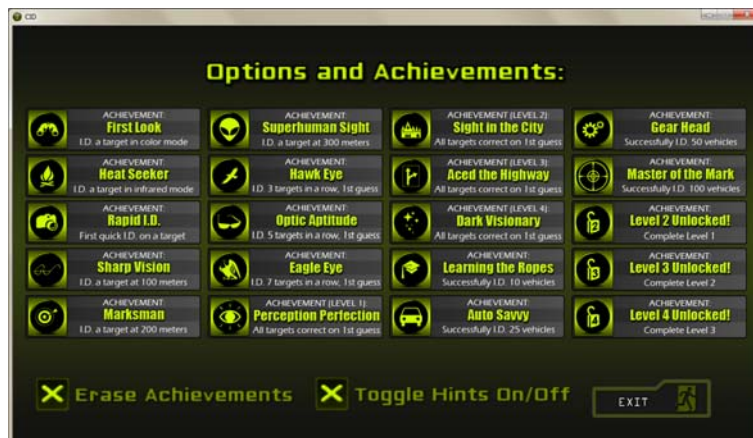 CID
Options and Achievements:
ACHIEVEMENT:
First Look
I.D. a target in color mode
ACHIEVEMENT:
Heat Seeker
I.D. a target in infrared mode
ACHIEVEMENT:
Rapid I.D.
First quick I.D. on a target
ACHIEVEMENT:
Sharp Vision
I.D. a target at 100 meters
ACHIEVEMENT:
Marksman
I.D. a target at 200 meters
ACHIEVEMENT:
Superhuman Sight
I.D. a target at 300 meters
ACHIEVEMENT:
Hawk Eye
I.D. 3 targets in a row, 1st guess
ACHIEVEMENT:
Optic Aptitude
I.D. 5 targets in a row, 1st guess
ACHIEVEMENT:
Eagle Eye
I.D. 7 targets in a row, 1st guess
ACHIEVEMENT (LEVEL 1):
Perception Perfection
All targets correct on 1st guess
ACHIEVEMENT (LEVEL 2):
Sight in the City
All targets correct on 1st guess
ACHIEVEMENT (LEVEL 3):
Aced the Highway
All targets correct on 1st guess
ACHIEVEMENT (LEVEL 4):
Dark Visionary
All targets correct on 1st guess
ACHIEVEMENT:
Learning the Ropes
Successfully I.D. 10 vehicles
ACHIEVEMENT:
Auto Savvy
Successfully I.D. 25 vehicles
ACHIEVEMENT:
Gear Head
Successfully I.D. 50 vehicles
ACHIEVEMENT:
Master of the Mark
Successfully I.D. 100 vehicles
2
ACHIEVEMENT:
Level 2 Unlocked!
Complete Level 1
3
ACHIEVEMENT:
Level 3 Unlocked!
Complete Level 2
4
ACHIEVEMENT:
Level 4 Unlocked!
Complete Level 3
Erase Achievements
Toggle Hints On/Off
EXIT